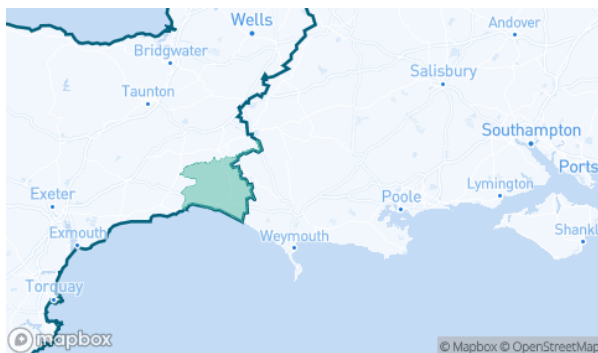 Andover
Wells
Bridgwater
Salisbury
Taunton
Southampton
Ports
Exeter
Poole
Lymington
Exmouth
Weymouth
Shankl
Torquay
mapbox
© Mapbox © OpenStreetMap